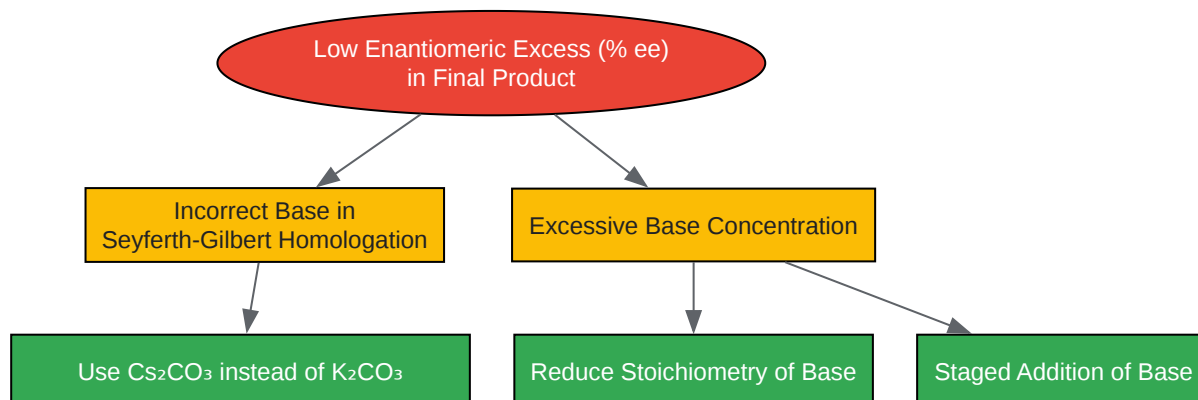 Low Enantiomeric Excess (% ee)
in Final Product
Incorrect Base in
Seyferth-Gilbert Homologation
Excessive Base Concentration
Use Cs₂CO₃ instead of K₂CO₃
Reduce Stoichiometry of Base
Staged Addition of Base